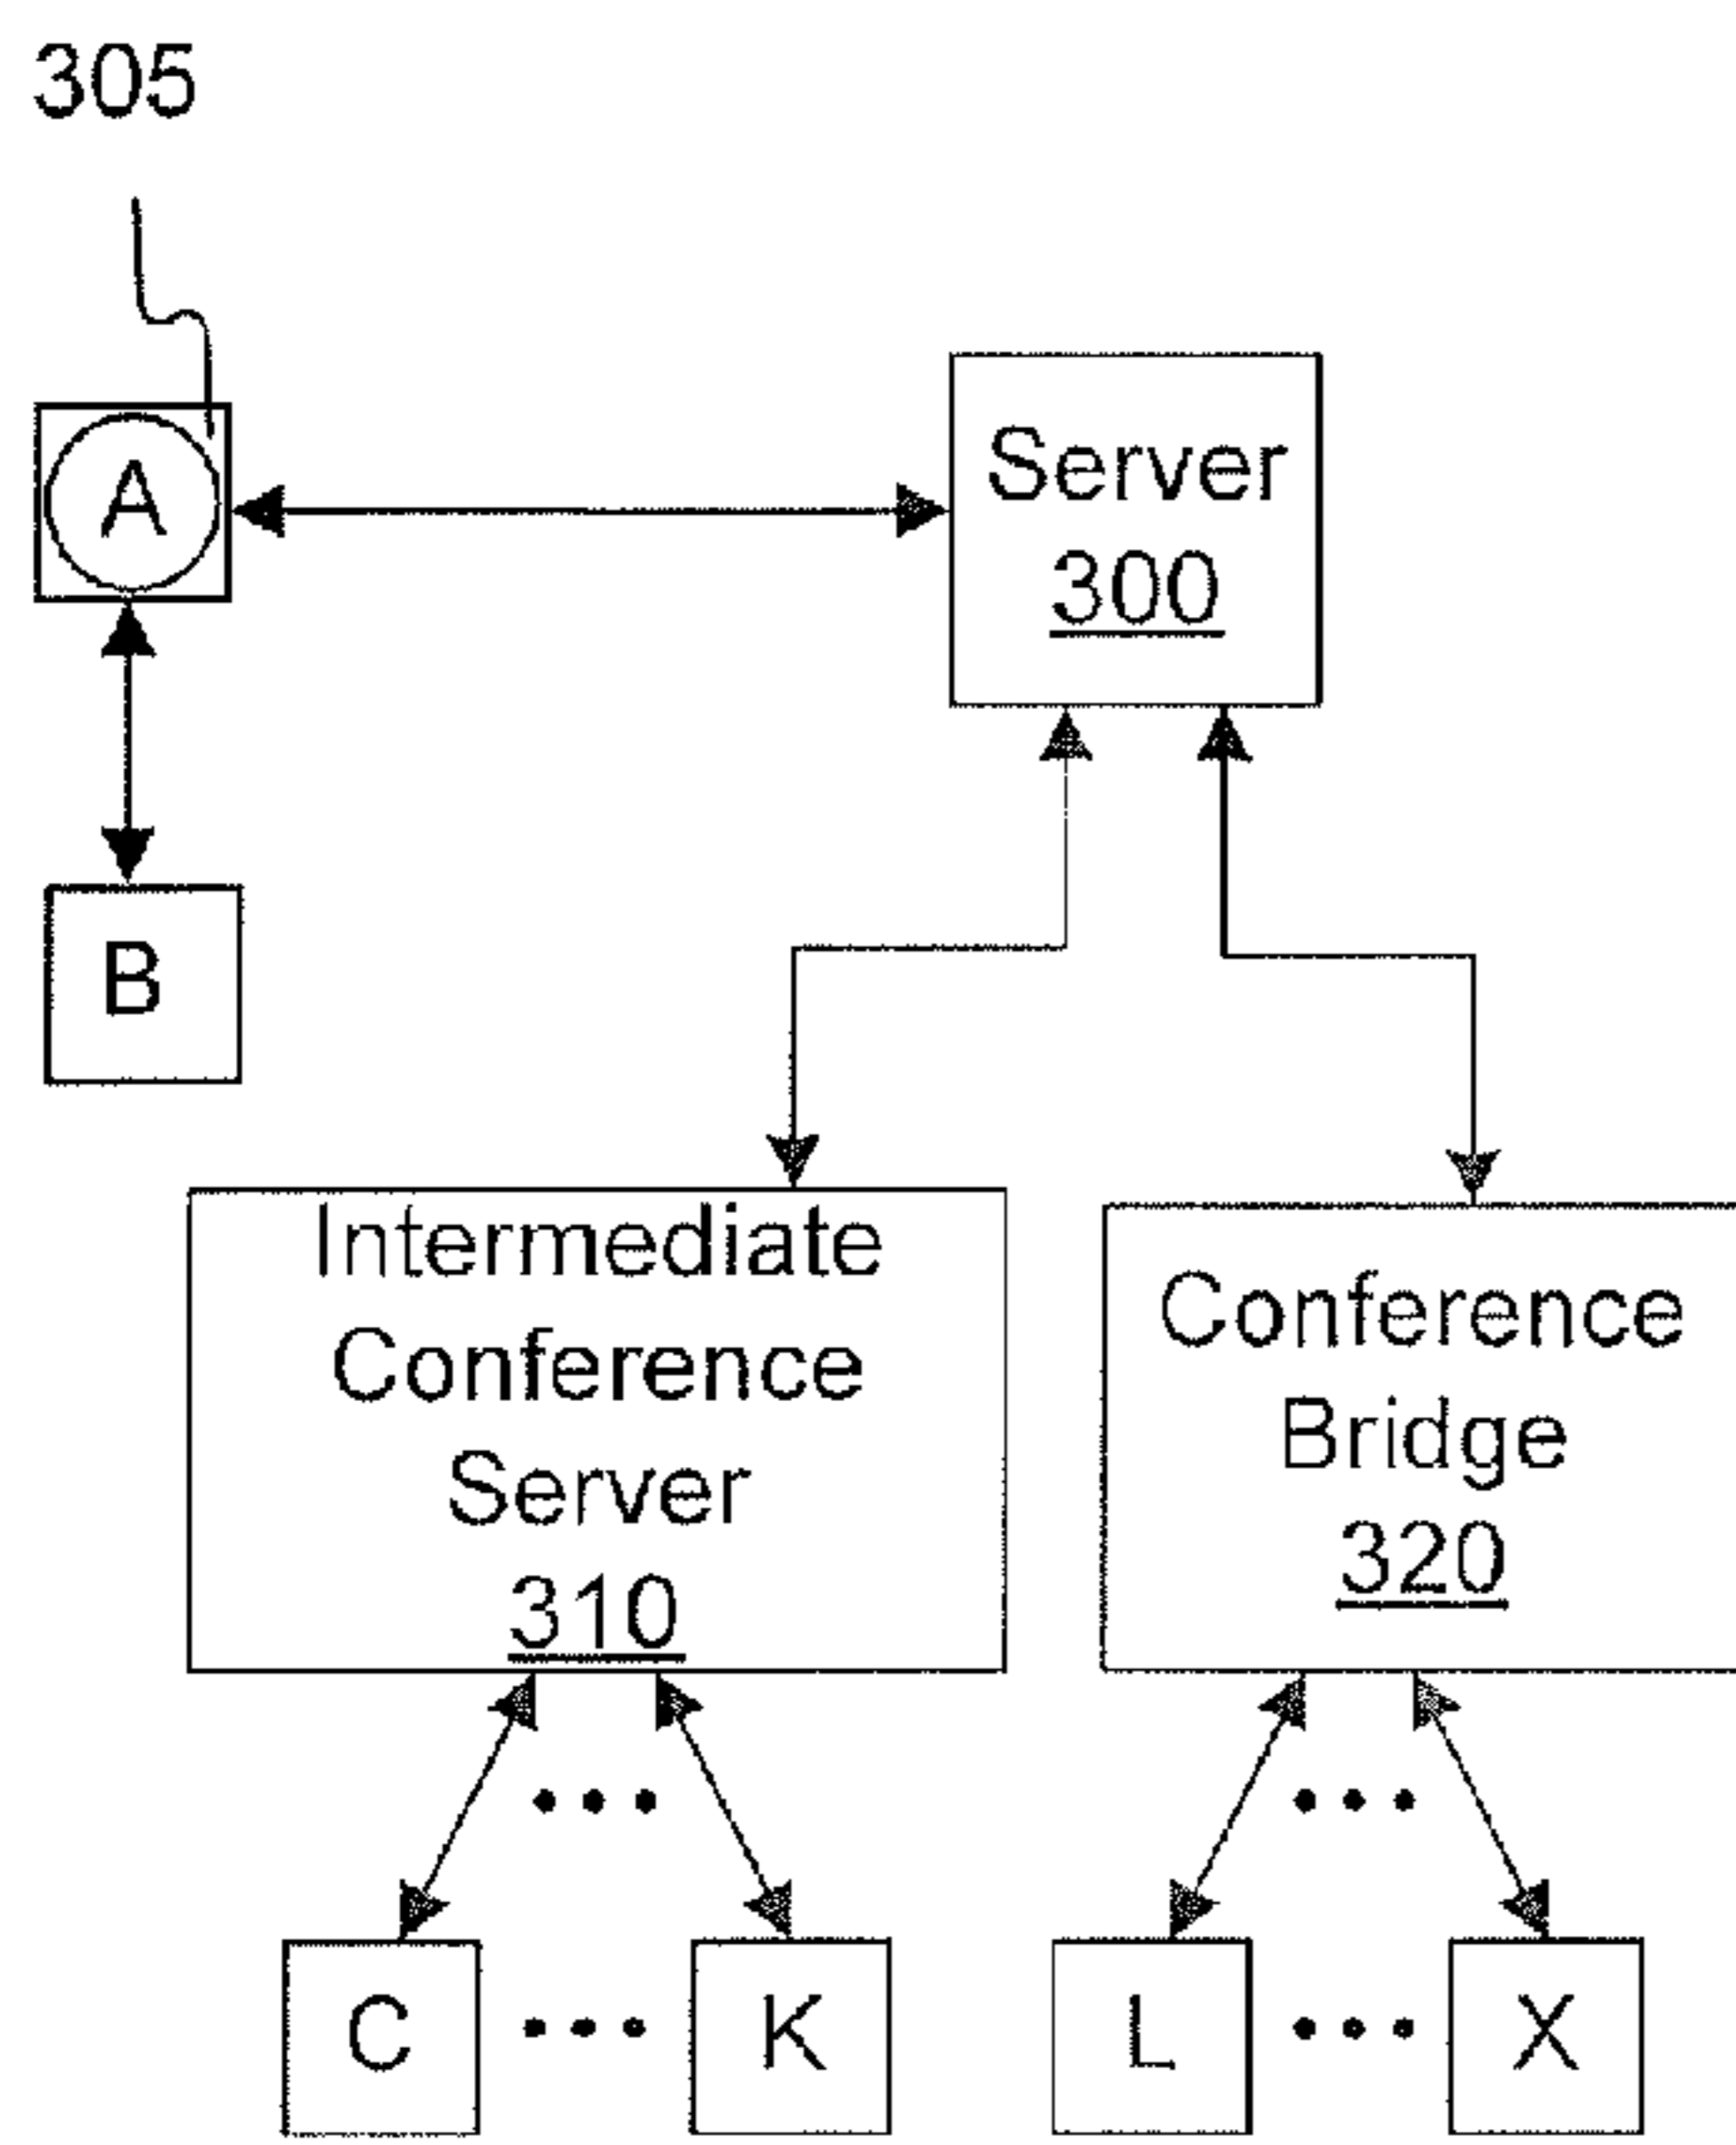 305
A
Server
300
B
Intermediate
Conference
Server
310
Conference
Bridge
320
C ... K
L ... X